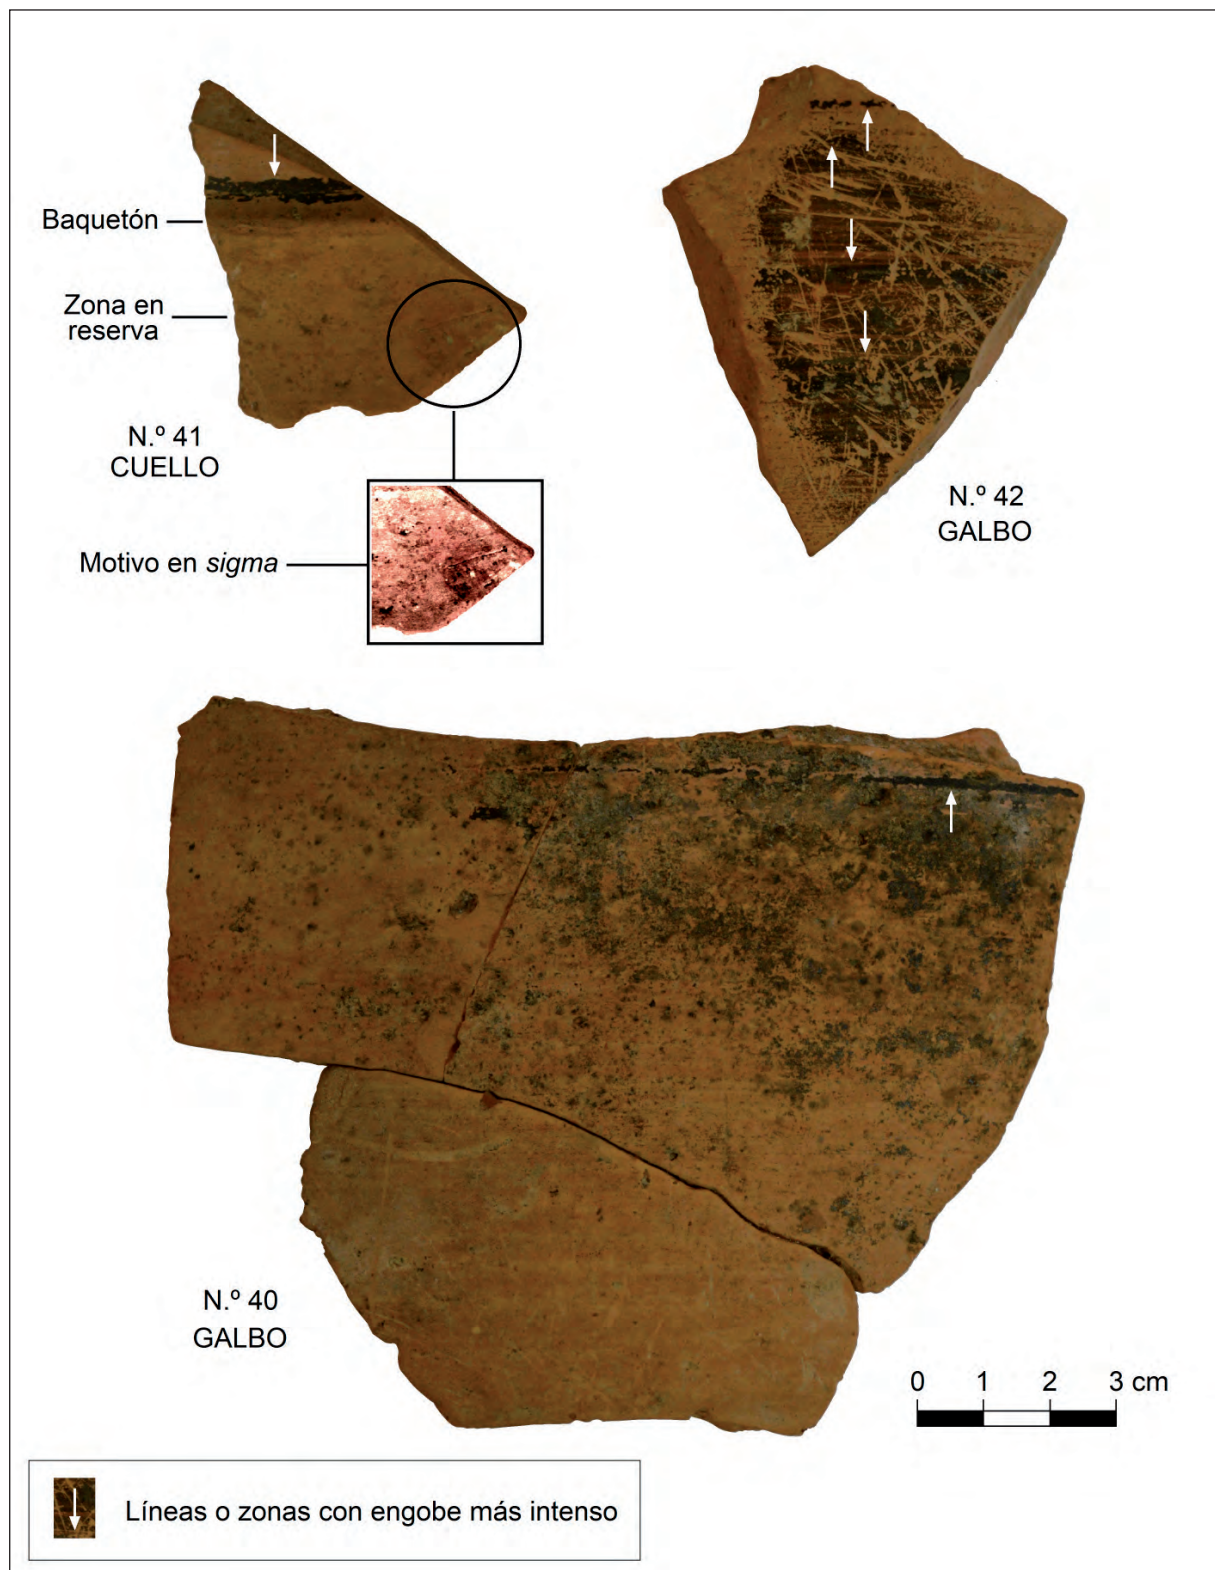 Baquetón
Zona en
reserva
N.º 41
CUELLO
Motivo en sigma
N.º 42
GALBO
N.º 40
GALBO
0 1 2 3 cm
Líneas o zonas con engobe más intenso